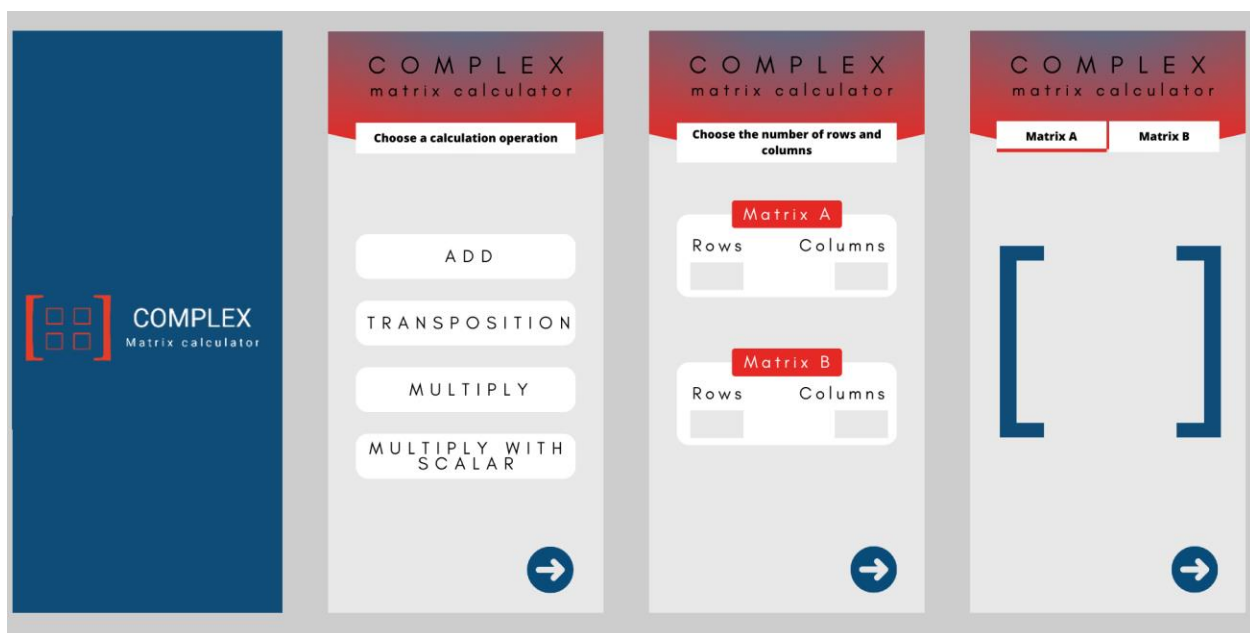 COMPLEX
Matrix calculator
COMPLEX
matrix calculator
Choose a calculation operation
ADD
TRANSPOSITION
MULTIPLY
MULTIPLY WITH
SCALAR
COMPLEX
matrix calculator
Choose the number of rows and
columns
Matrix A
Rows Columns
Matrix B
Rows Columns
COMPLEX
matrix calculator
Matrix A Matrix B